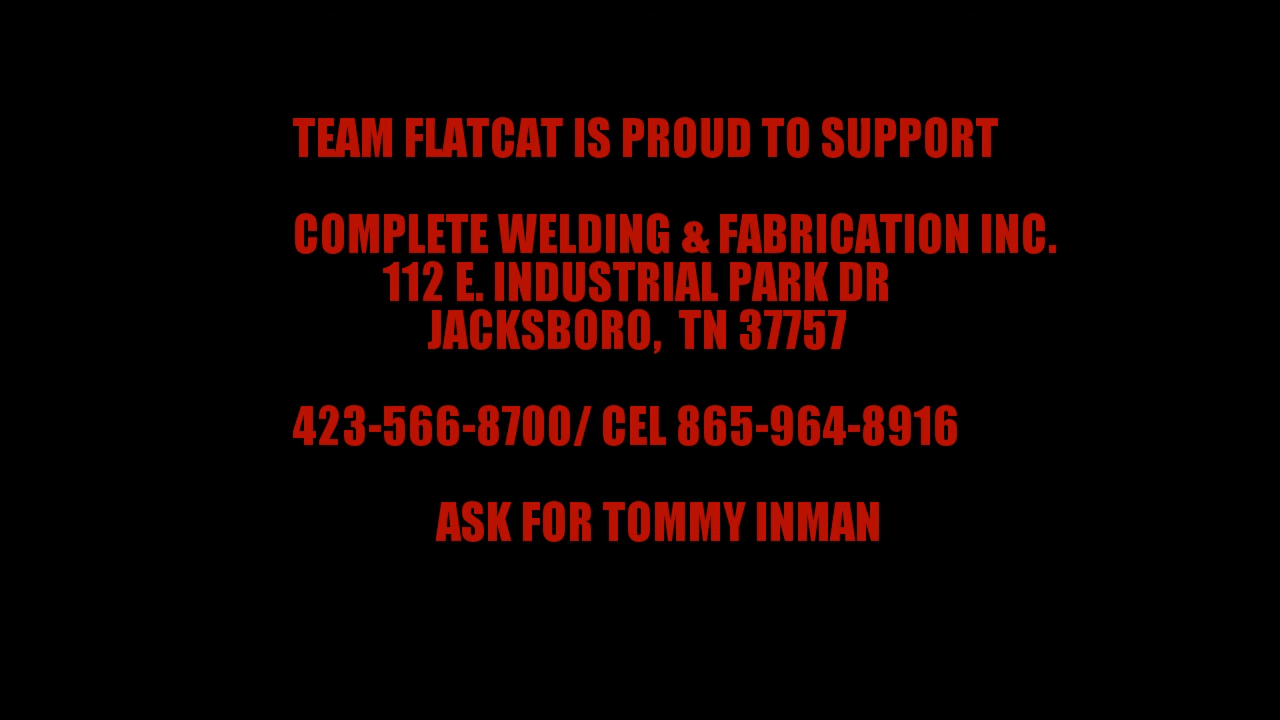 TEAM FLATCAT IS PROUD TO SUPPORT
COMPLETE WELDING & FABRICATION INC.
112 E. INDUSTRIAL PARK DR
JACKSBORO,  TN 37757
423-566-8700/ CEL 865-964-8916
ASK FOR TOMMY INMAN